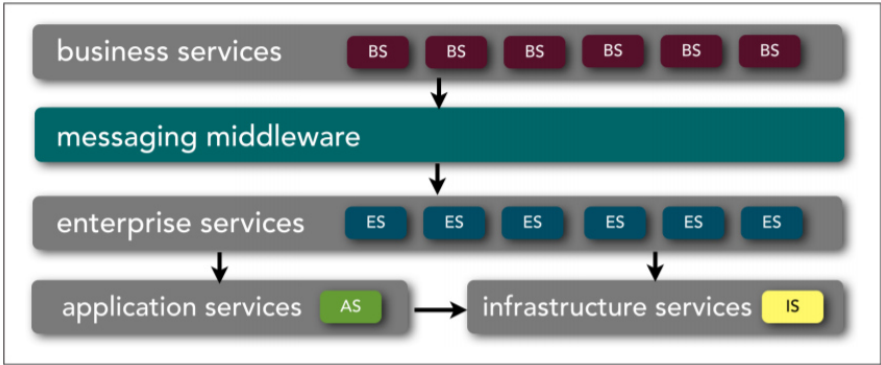 business services BS BS BS BS BS BS
messaging middleware
enterprise services ES ES ES ES ES ES
application services AS infrastructure services IS